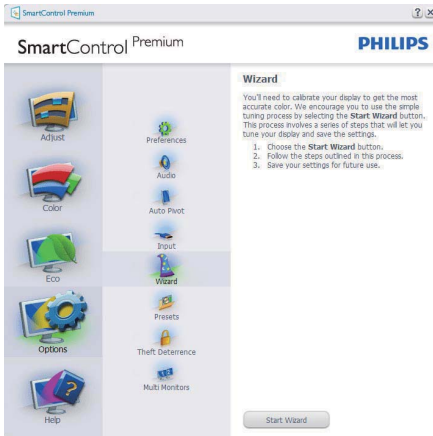 SmartControl Premium
SmartControl Premium
PHILIPS
Adjust
Color
Eco
Options
Help
Preferences
Audio
Auto Pivot
Input
Wizard
Presets
Theft Deterrence
Multi Monitors
Wizard
You'll need to calibrate your display to get the most
accurate color. We encourage you to use the simple
tuning process by selecting the Start Wizard button.
This process involves a series of steps that will let you
tune your display and save the settings.
1. Choose the Start Wizard button.
2. Follow the steps outlined in this process.
3. Save your settings for future use.
Start Wizard